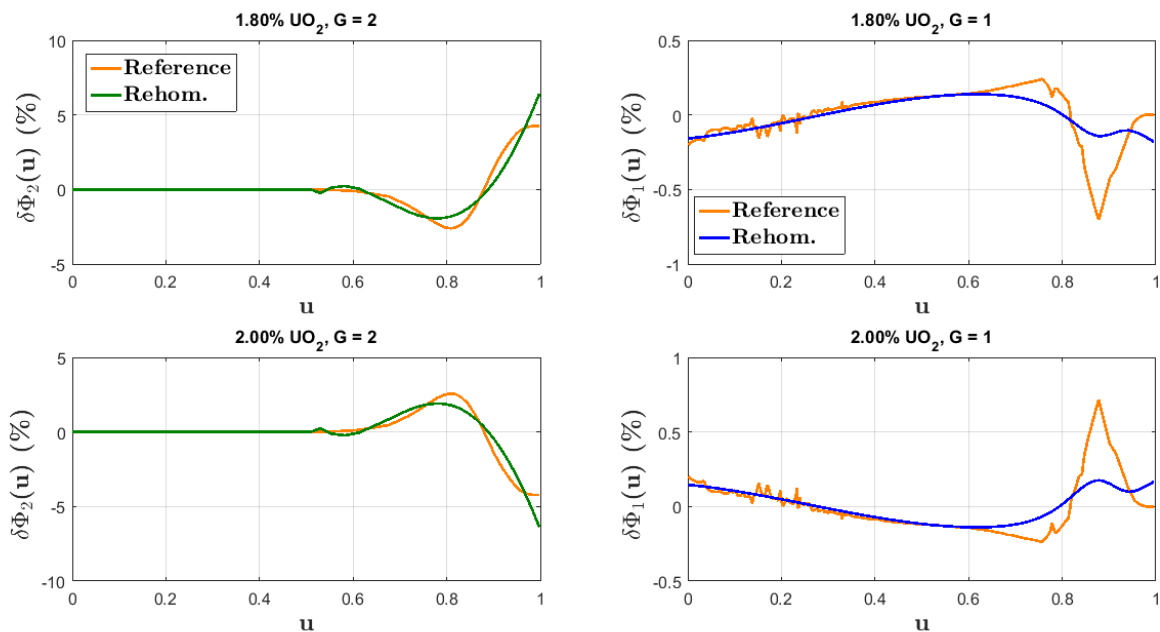 1.80% UO₂, G = 2
δΦ₂(u) (%)
10
5
0
-5
Reference
Rehom.
0 0.2 0.4 0.6 0.8 1
u
1.80% UO₂, G = 1
δΦ₁(u) (%)
0.5
0
-0.5
-1
Reference
Rehom.
0 0.2 0.4 0.6 0.8 1
u
2.00% UO₂, G = 2
δΦ₂(u) (%)
5
0
-5
-10
0 0.2 0.4 0.6 0.8 1
u
2.00% UO₂, G = 1
δΦ₁(u) (%)
1
0.5
0
-0.5
0 0.2 0.4 0.6 0.8 1
u